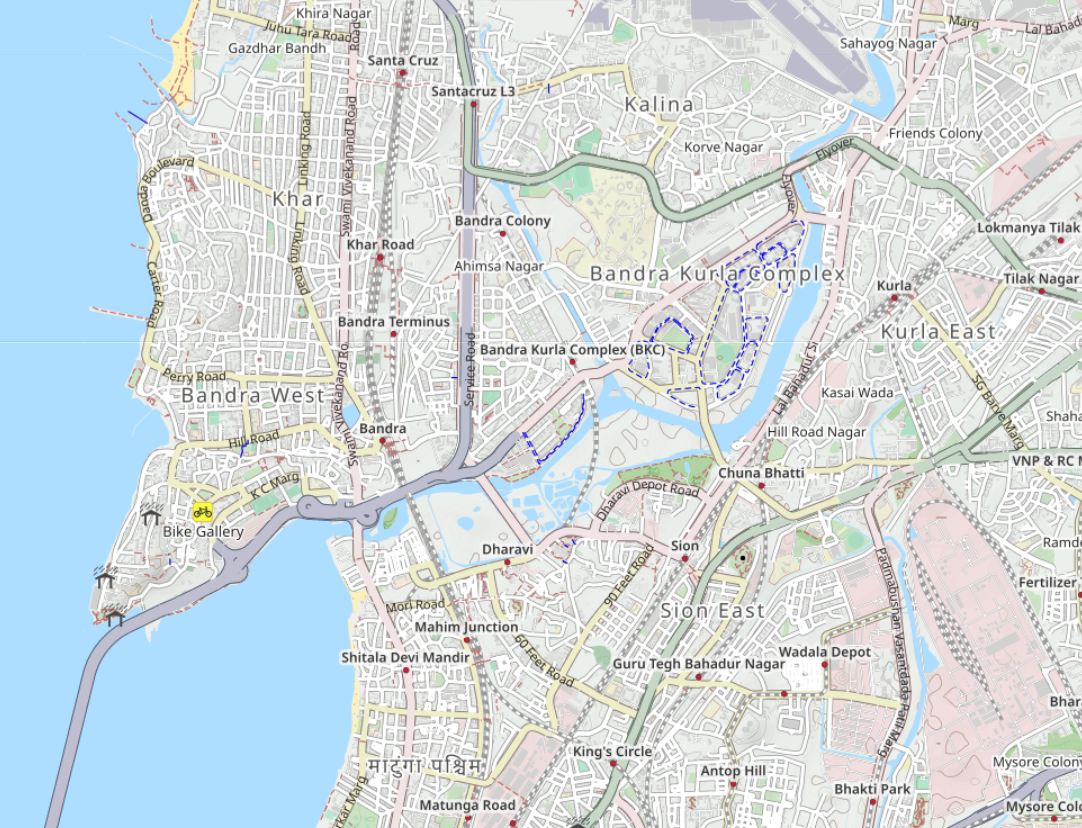 Khira Nagar
Juhu Tara Road
Gazdhar Bandh
Santa Cruz
Santacruz L3
Marg
Lal Bahad
Sahayog Nagar
Kalina
Friends Colony
Korve Nagar
Flyover
Flyover
Linking Road
Swami Vivekanand Road
Road
Danda Boulevard
Khar
Bandra Colony
Lokmanya Tilak
Khar Road
Ahimsa Nagar
Bandra Kurla Complex
Linking Road
Carter Road
Kurla
Tilak Nagar
Bandra Terminus
Kurla East
Bandra Kurla Complex (BKC)
Service Road
Lal Bahadur S
Perry Road
Bandra West
Swami Vivekanand Ro
Kasai Wada
SG Barve Marg
Shaha
Hill Road
Bandra
Hill Road Nagar
VNP & RC M
K C Marg
Chuna Bhatti
Dharavi Depot Road
Bike Gallery
Dharavi
Sion
Ramde
90 Feet Road
Padmabhushan Vasantdada Patil Marg
Fertilizer
Mori Road
Sion East
Mahim Junction
60 Feet Road
Shitala Devi Mandir
Guru Tegh Bahadur Nagar
Wadala Depot
Bhar
माटुंगा पश्चिम
King's Circle
Antop Hill
Mysore Colony
Bhakti Park
Matunga Road
Mysore Colo
rkar Marg